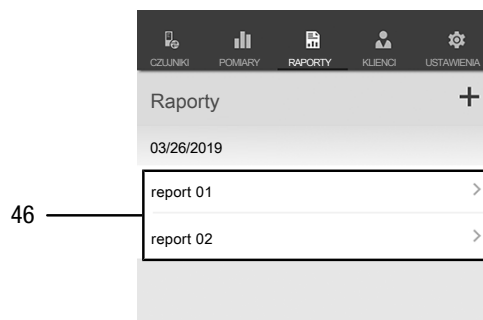 CZUJNIKI POMIARY RAPORTY KLIENCI USTAWIENIA
Raporty +
03/26/2019
report 01
46
report 02